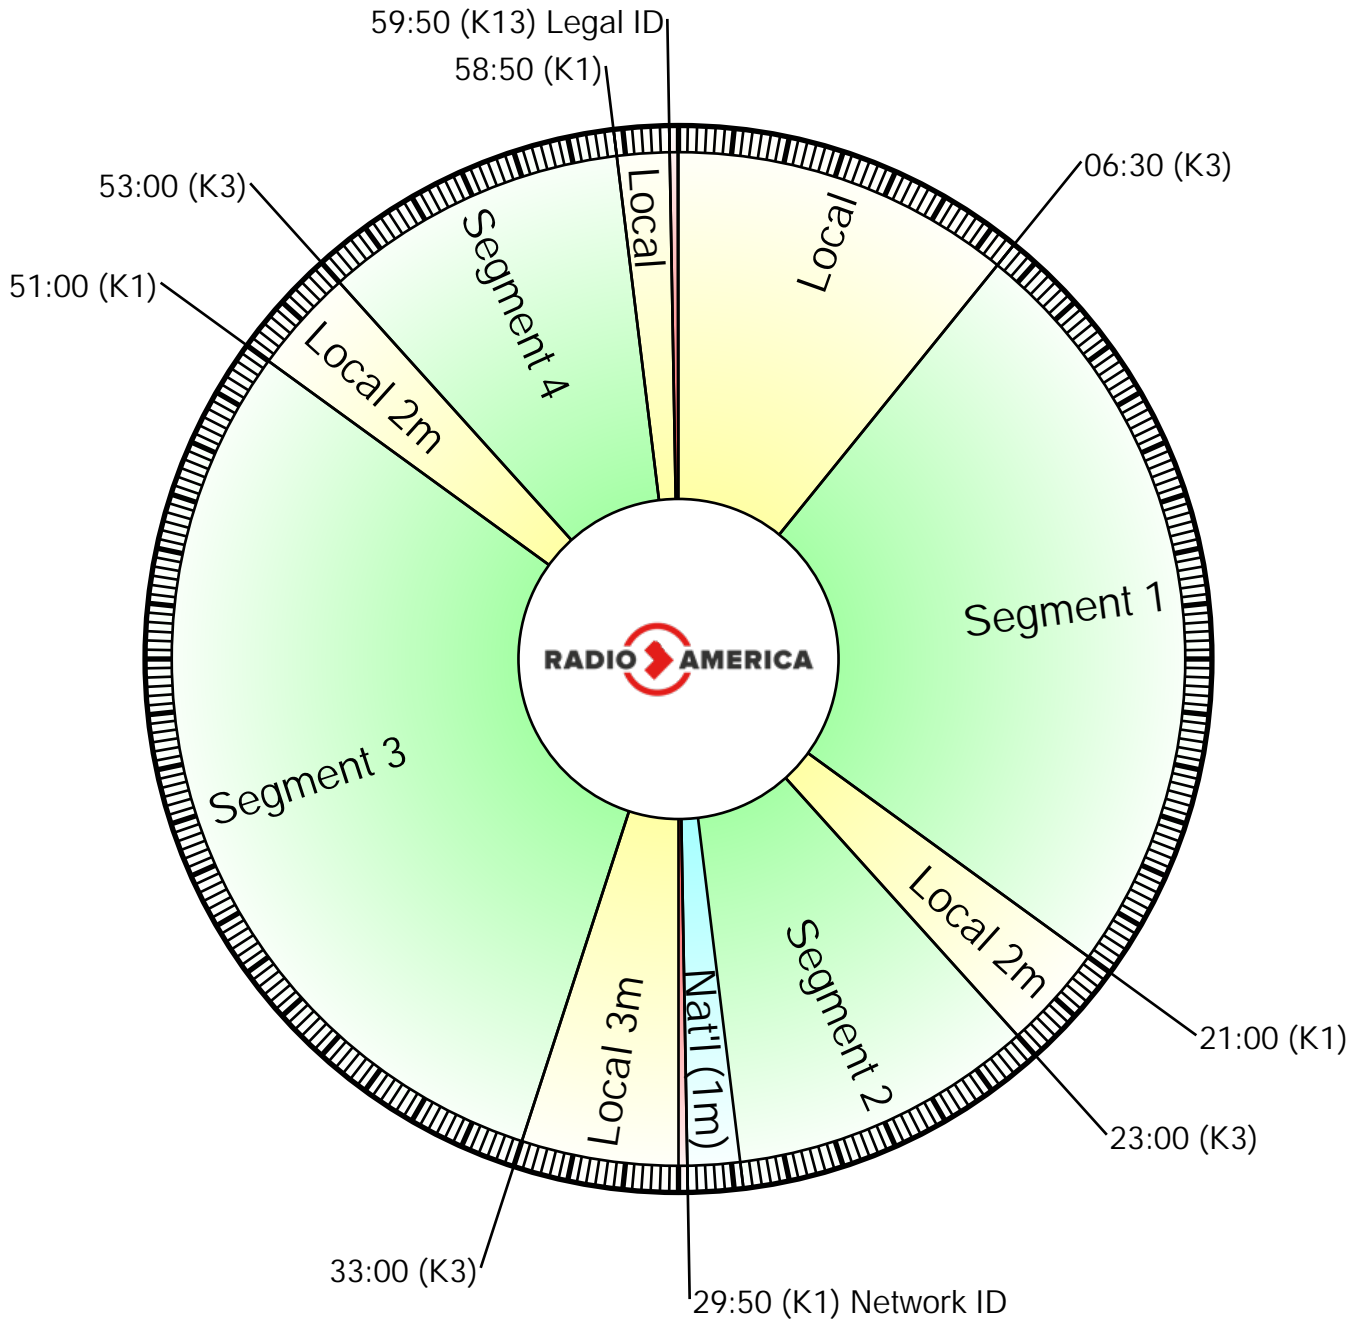 59:50 (K13) Legal ID
58:50 (K1)
06:30 (K3)
53:00 (K3)
51:00 (K1)
Local
Local
Segment 4
Local 2m
Segment 1
RADIO AMERICA
Segment 3
Local 2m
Segment 2
Nat'l (1m)
Local 3m
21:00 (K1)
23:00 (K3)
33:00 (K3)
29:50 (K1) Network ID